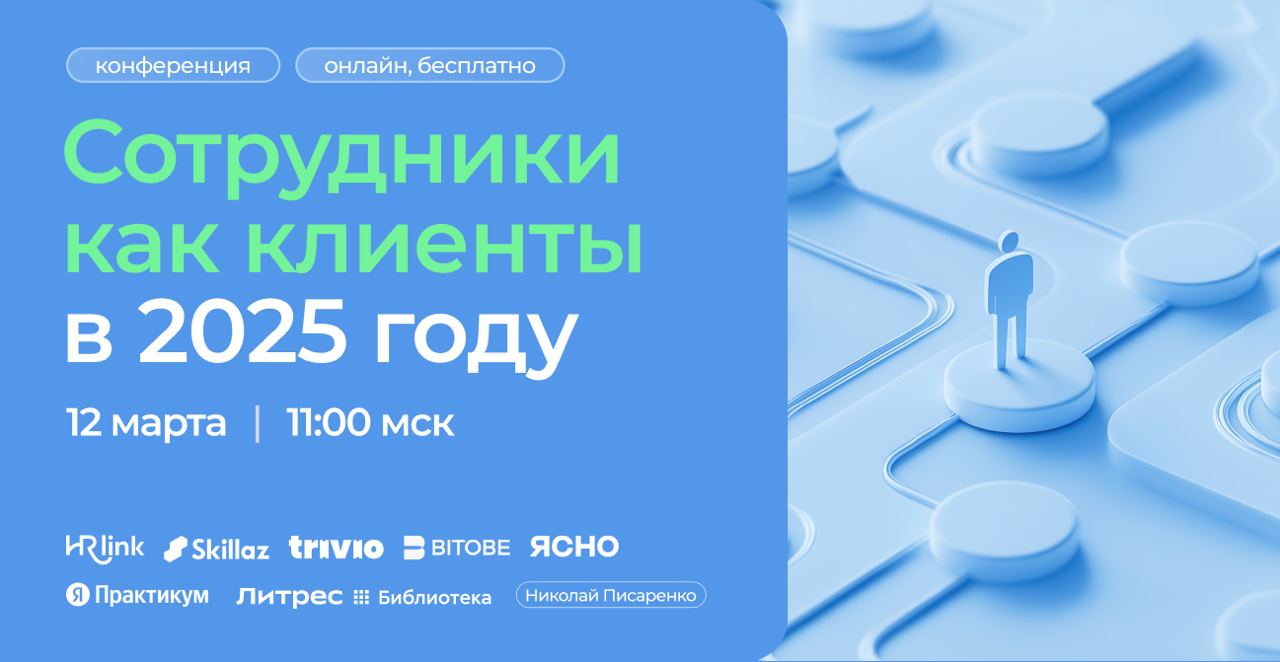 конференция онлайн, бесплатно
Сотрудники
как клиенты
в 2025 году
12 марта | 11:00 мск
HRlink Skillaz trivio BITOBE ЯСНО
Я Практикум Литрес Библиотека Николай Писаренко